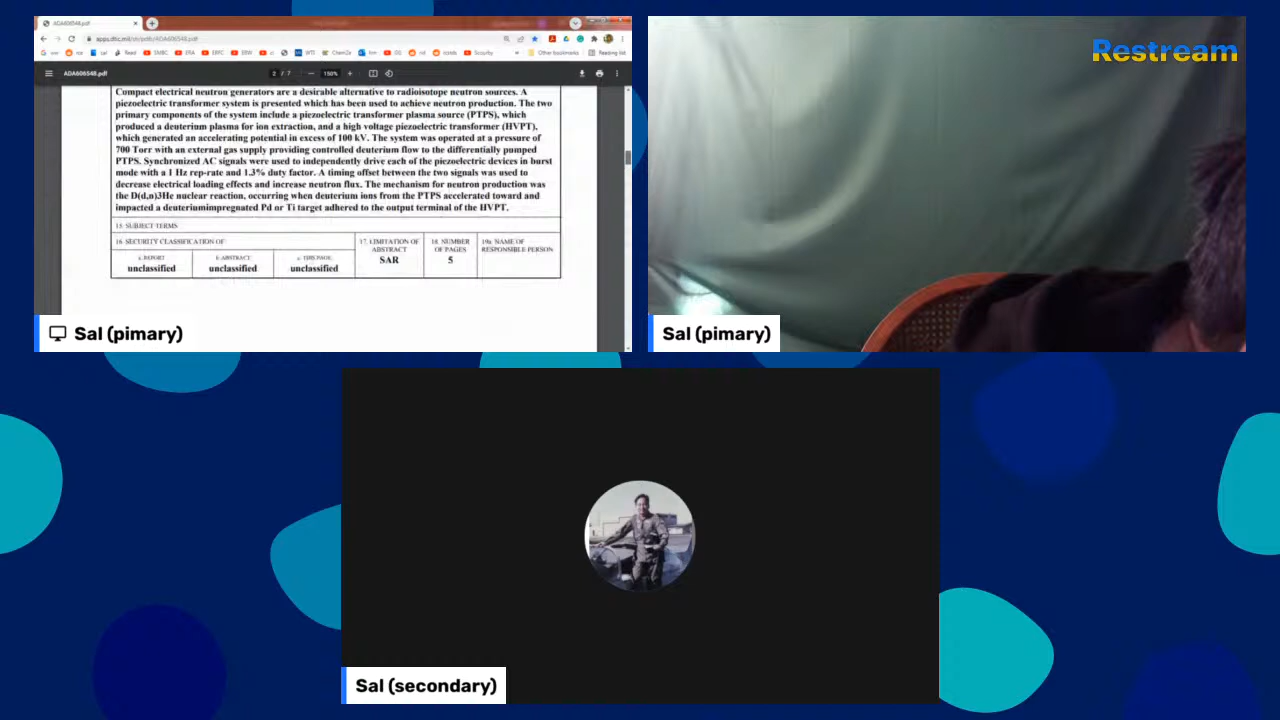 ADA606548.pdf
apps.dtic.mil/sti/pdfs/ADA606548.pdf
Other bookmarks
Reading list
ADA606548.pdf
2 / 7
150%
Compact electrical neutron generators are a desirable alternative to radioisotope neutron sources. A
piezoelectric transformer system is presented which has been used to achieve neutron production. The two
primary components of the system include a piezoelectric transformer plasma source (PTPS), which
produced a deuterium plasma for ion extraction, and a high voltage piezoelectric transformer (HVPT),
which generated an accelerating potential in excess of 100 kV. The system was operated at a pressure of
700 Torr with an external gas supply providing controlled deuterium flow to the differentially pumped
PTPS. Synchronized AC signals were used to independently drive each of the piezoelectric devices in burst
mode with a 1 Hz rep-rate and 1.3% duty factor. A timing offset between the two signals was used to
decrease electrical loading effects and increase neutron flux. The mechanism for neutron production was
the D(d,n)3He nuclear reaction, occurring when deuterium ions from the PTPS accelerated toward and
impacted a deuteriumimpregnated Pd or Ti target adhered to the output terminal of the HVPT.
15. SUBJECT TERMS
16. SECURITY CLASSIFICATION OF:
17. LIMITATION OF
ABSTRACT
SAR
18. NUMBER
OF PAGES
5
19a. NAME OF
RESPONSIBLE PERSON
a. REPORT
unclassified
b. ABSTRACT
unclassified
c. THIS PAGE
unclassified
Sal (pimary)
Restream
Sal (pimary)
Sal (secondary)